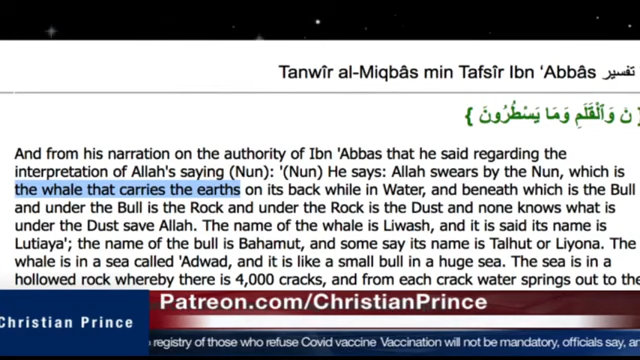 Tanwîr al-Miqbâs min Tafsîr Ibn ‘Abbâs تفسير
{ نۤ وَٱلْقَلَمِ وَمَا يَسْطُرُونَ }
And from his narration on the authority of Ibn 'Abbas that he said regarding the
interpretation of Allah's saying (Nun): '(Nun) He says: Allah swears by the Nun, which is
the whale that carries the earths on its back while in Water, and beneath which is the Bull
and under the Bull is the Rock and under the Rock is the Dust and none knows what is
under the Dust save Allah. The name of the whale is Liwash, and it is said its name is
Lutiaya'; the name of the bull is Bahamut, and some say its name is Talhut or Liyona. The
whale is in a sea called 'Adwad, and it is like a small bull in a huge sea. The sea is in a
hollowed rock whereby there is 4,000 cracks, and from each crack water springs out to the
Patreon.com/ChristianPrince
Christian Prince
registry of those who refuse Covid vaccine Vaccination will not be mandatory, officials say, an